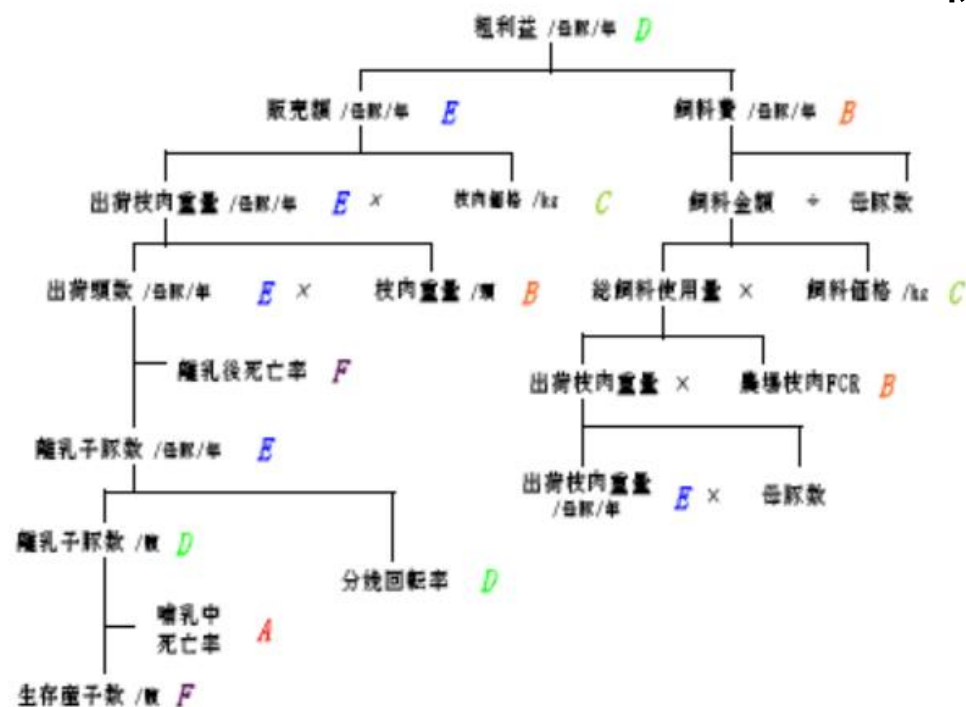 粗利益 /母豚/年 D
販売額 /母豚/年 E
飼料費 /母豚/年 B
出荷枝肉重量 /母豚/年 E × 枝肉価格 /kg C
飼料金額 ÷ 母豚数
出荷頭数 /母豚/年 E × 枝肉重量 /頭 B
総飼料使用量 × 飼料価格 /kg C
離乳後死亡率 F
出荷枝肉重量 × 農場枝肉FCR B
離乳子豚数 /母豚/年 E
出荷枝肉重量
/母豚/年 E × 母豚数
離乳子豚数 /腹 D
分娩回転率 D
哺乳中
死亡率 A
生存産子数 /腹 F